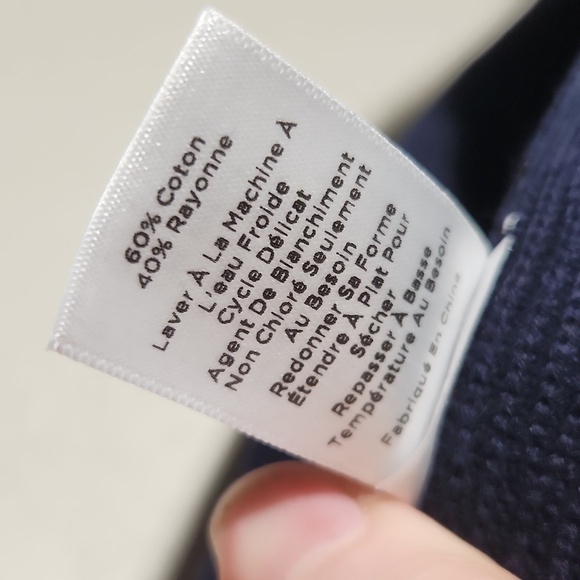 60% Coton
40% Rayonne
Laver À La Machine À
L'eau Froide
Cycle Délicat
Agent De Blanchiment
Non Chloré Seulement
Au Besoin
Redonner Sa Forme
Étendre À Plat Pour
Sécher
Repasser À Basse
Température Au Besoin
Fabriqué En Chine